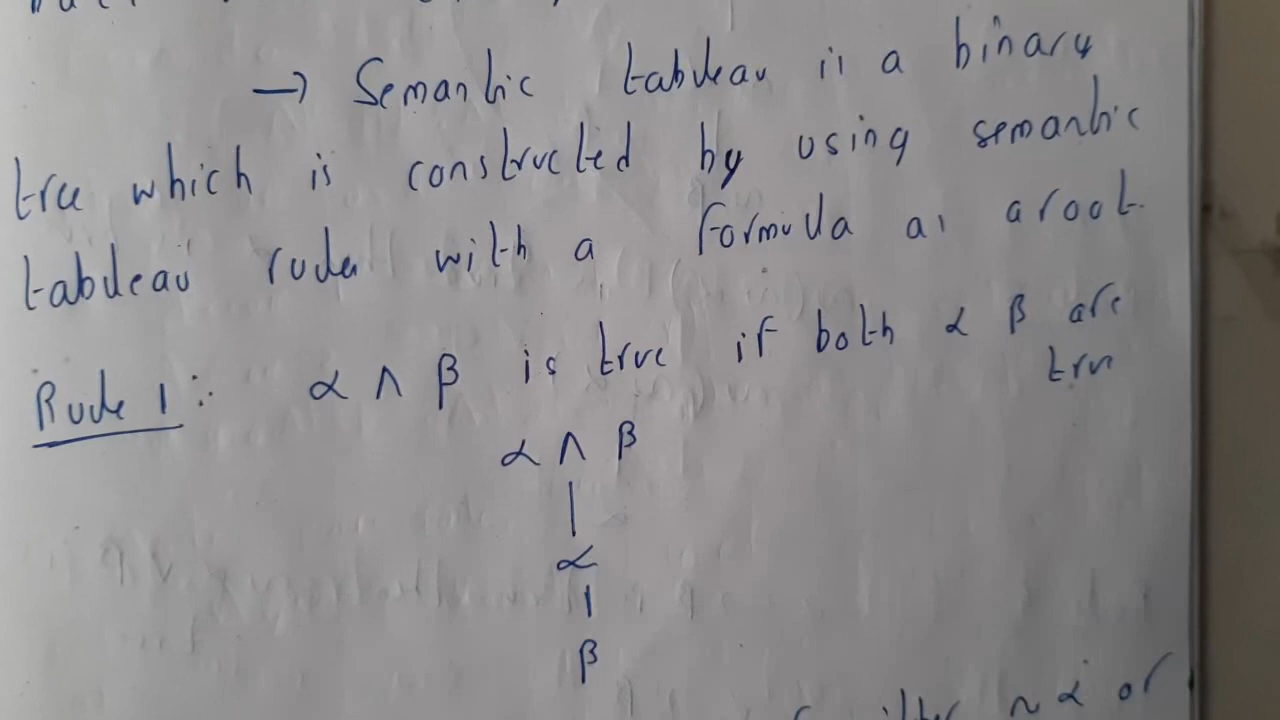 → Semantic tableau is a binary
tree which is constructed by using semantic
tableau rules with a formula as a root.
Rule 1: α ∧ β is true if both α β are
true
α ∧ β
|
α
|
β
~α or